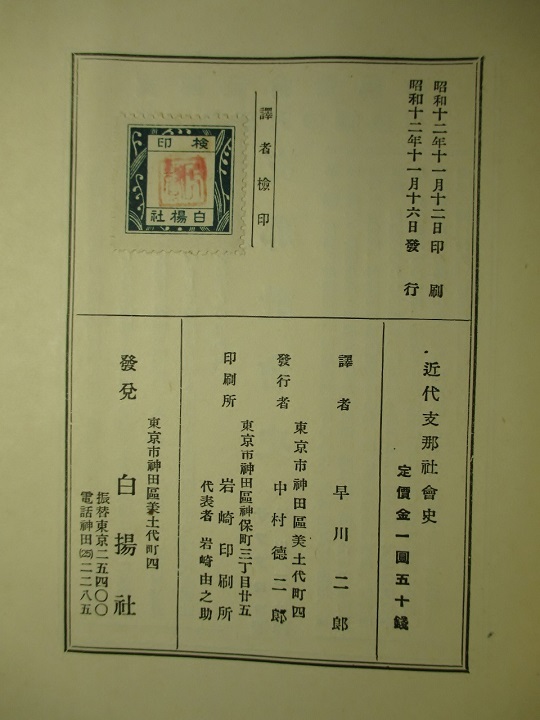 昭和十二年十一月十二日印刷
昭和十二年十一月十六日發行
譯者檢印
檢印
白楊社
近代支那社會史
定價金一圓五十錢
譯者 早川二郎
東京市神田區美土代町四
發行者 中村德二郎
東京市神田區神保町三丁目廿五
印刷所 岩崎印刷所
代表者 岩崎由之助
東京市神田區美土代町四
發兌 白揚社
振替東京二五四〇〇
電話神田(25)二二八五